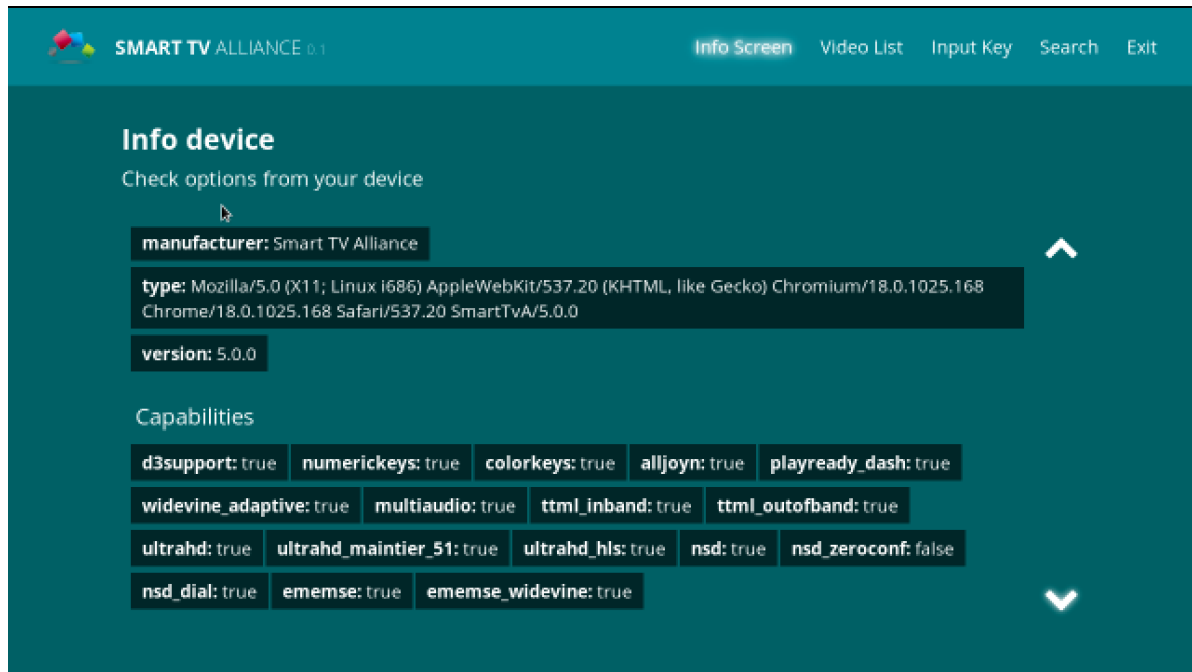 SMART TV ALLIANCE 0.1 Info Screen Video List Input Key Search Exit
Info device
Check options from your device
manufacturer: Smart TV Alliance
type: Mozilla/5.0 (X11; Linux i686) AppleWebKit/537.20 (KHTML, like Gecko) Chromium/18.0.1025.168
Chrome/18.0.1025.168 Safari/537.20 SmartTvA/5.0.0
version: 5.0.0
Capabilities
d3support: true numerickeys: true colorkeys: true alljoyn: true playready_dash: true
widevine_adaptive: true multiaudio: true ttml_inband: true ttml_outofband: true
ultrahd: true ultrahd_maintier_51: true ultrahd_hls: true nsd: true nsd_zeroconf: false
nsd_dial: true ememse: true ememse_widevine: true